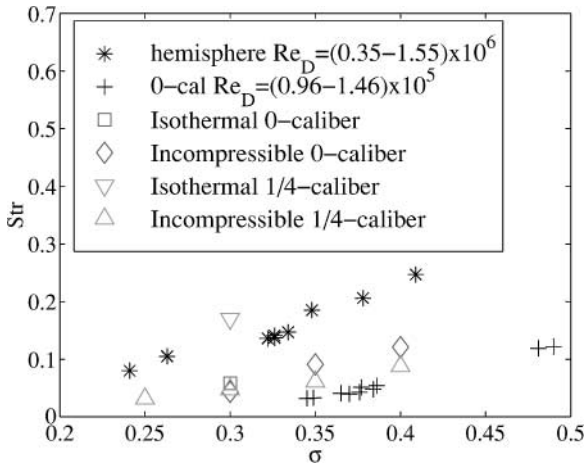 0.7
0.6
0.5
0.4
0.3
0.2
0.1
0
Str
hemisphere Re_D=(0.35−1.55)x10^6
0−cal Re_D=(0.96−1.46)x10^5
Isothermal 0−caliber
Incompressible 0−caliber
Isothermal 1/4−caliber
Incompressible 1/4−caliber
0.2 0.25 0.3 0.35 0.4 0.45 0.5
σ